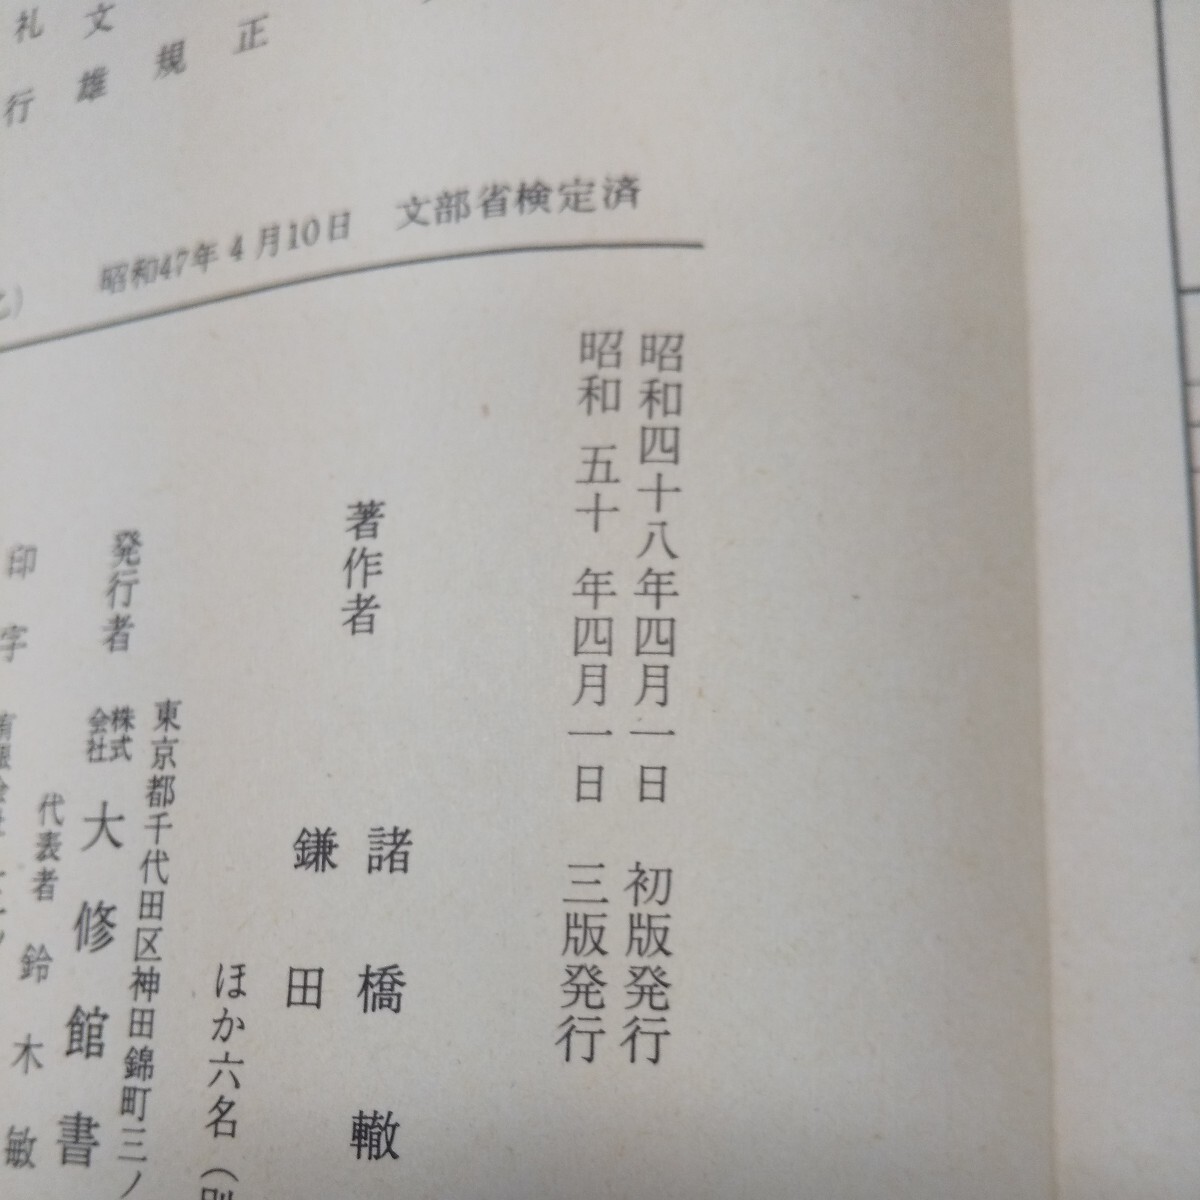 礼文
行雄規正
昭和47年4月10日 文部省検定済
昭和四十八年四月一日 初版発行
昭和 五十 年四月一日 三版発行
著作者 諸橋轍
鎌田
ほか六名(
東京都千代田区神田錦町三ノ
発行者 株式会社 大修館書
代表者 鈴木敏
印字